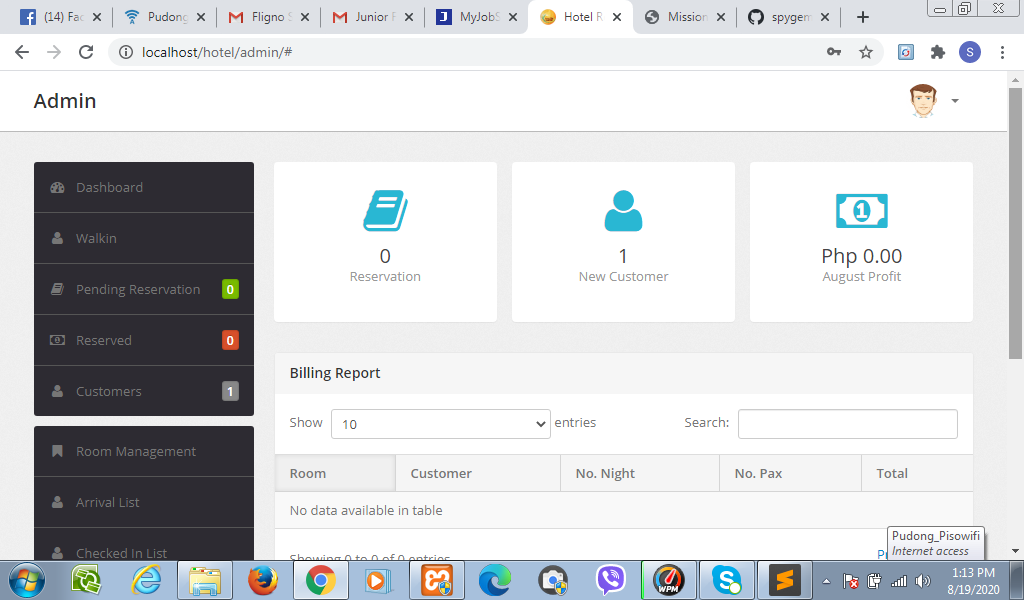 (14) Fac
Pudong
Fligno S
Junior F
MyJobS
Hotel R
Mission
spygem
localhost/hotel/admin/#
S
Admin
Dashboard
Walkin
Pending Reservation 0
Reserved 0
Customers 1
Room Management
Arrival List
Checked In List
0
Reservation
1
New Customer
Php 0.00
August Profit
Billing Report
Show 10 entries Search:
Room Customer No. Night No. Pax Total
No data available in table
Showing 0 to 0 of 0 entries
Pudong_Pisowifi
Internet access
WPM
1:13 PM
8/19/2020